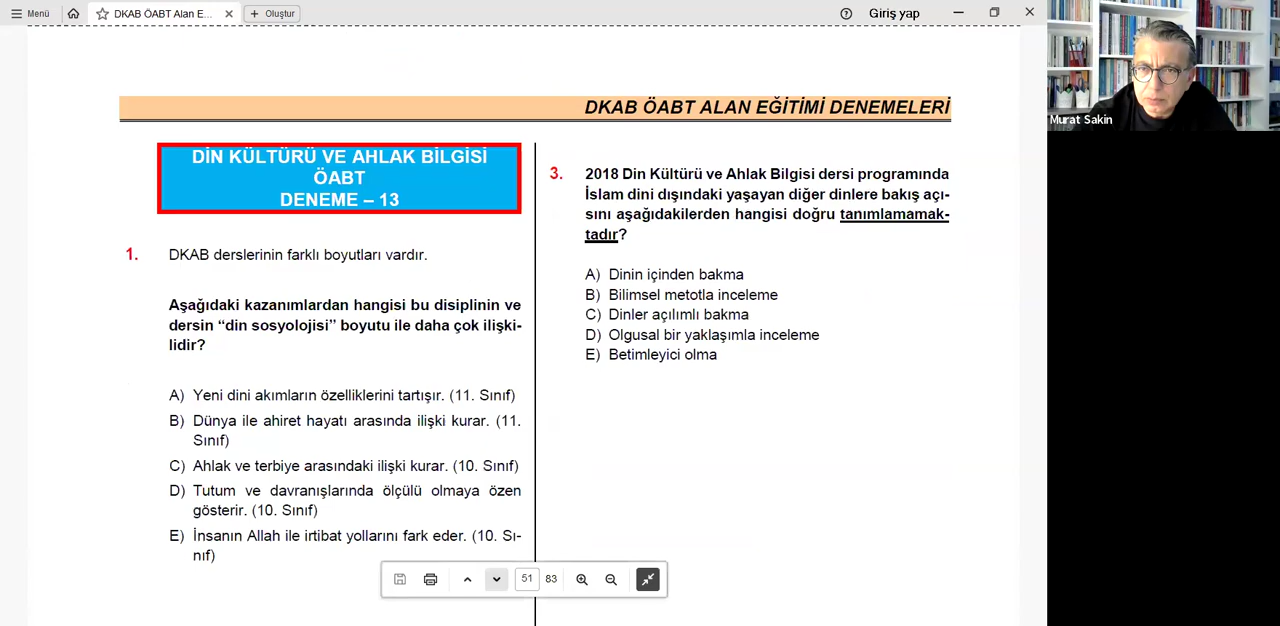 Menü
DKAB ÖABT Alan E...
Oluştur
Giriş yap
Murat Sakin
DKAB ÖABT ALAN EĞİTİMİ DENEMELERİ
DİN KÜLTÜRÜ VE AHLAK BİLGİSİ
ÖABT
DENEME – 13
1. DKAB derslerinin farklı boyutları vardır.
Aşağıdaki kazanımlardan hangisi bu disiplinin ve
dersin “din sosyolojisi” boyutu ile daha çok ilişki-
lidir?
A) Yeni dini akımların özelliklerini tartışır. (11. Sınıf)
B) Dünya ile ahiret hayatı arasında ilişki kurar. (11.
Sınıf)
C) Ahlak ve terbiye arasındaki ilişki kurar. (10. Sınıf)
D) Tutum ve davranışlarında ölçülü olmaya özen
gösterir. (10. Sınıf)
E) İnsanın Allah ile irtibat yollarını fark eder. (10. Sı-
nıf)
3. 2018 Din Kültürü ve Ahlak Bilgisi dersi programında
İslam dini dışındaki yaşayan diğer dinlere bakış açı-
sını aşağıdakilerden hangisi doğru tanımlamamak-
tadır?
A) Dinin içinden bakma
B) Bilimsel metotla inceleme
C) Dinler açılımlı bakma
D) Olgusal bir yaklaşımla inceleme
E) Betimleyici olma
51 83